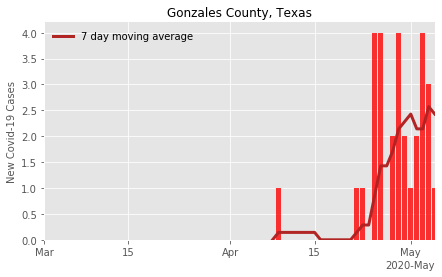 Gonzales County, Texas
7 day moving average
New Covid-19 Cases
4.0
3.5
3.0
2.5
2.0
1.5
1.0
0.5
0.0
Mar 15 Apr 15 May
2020-May